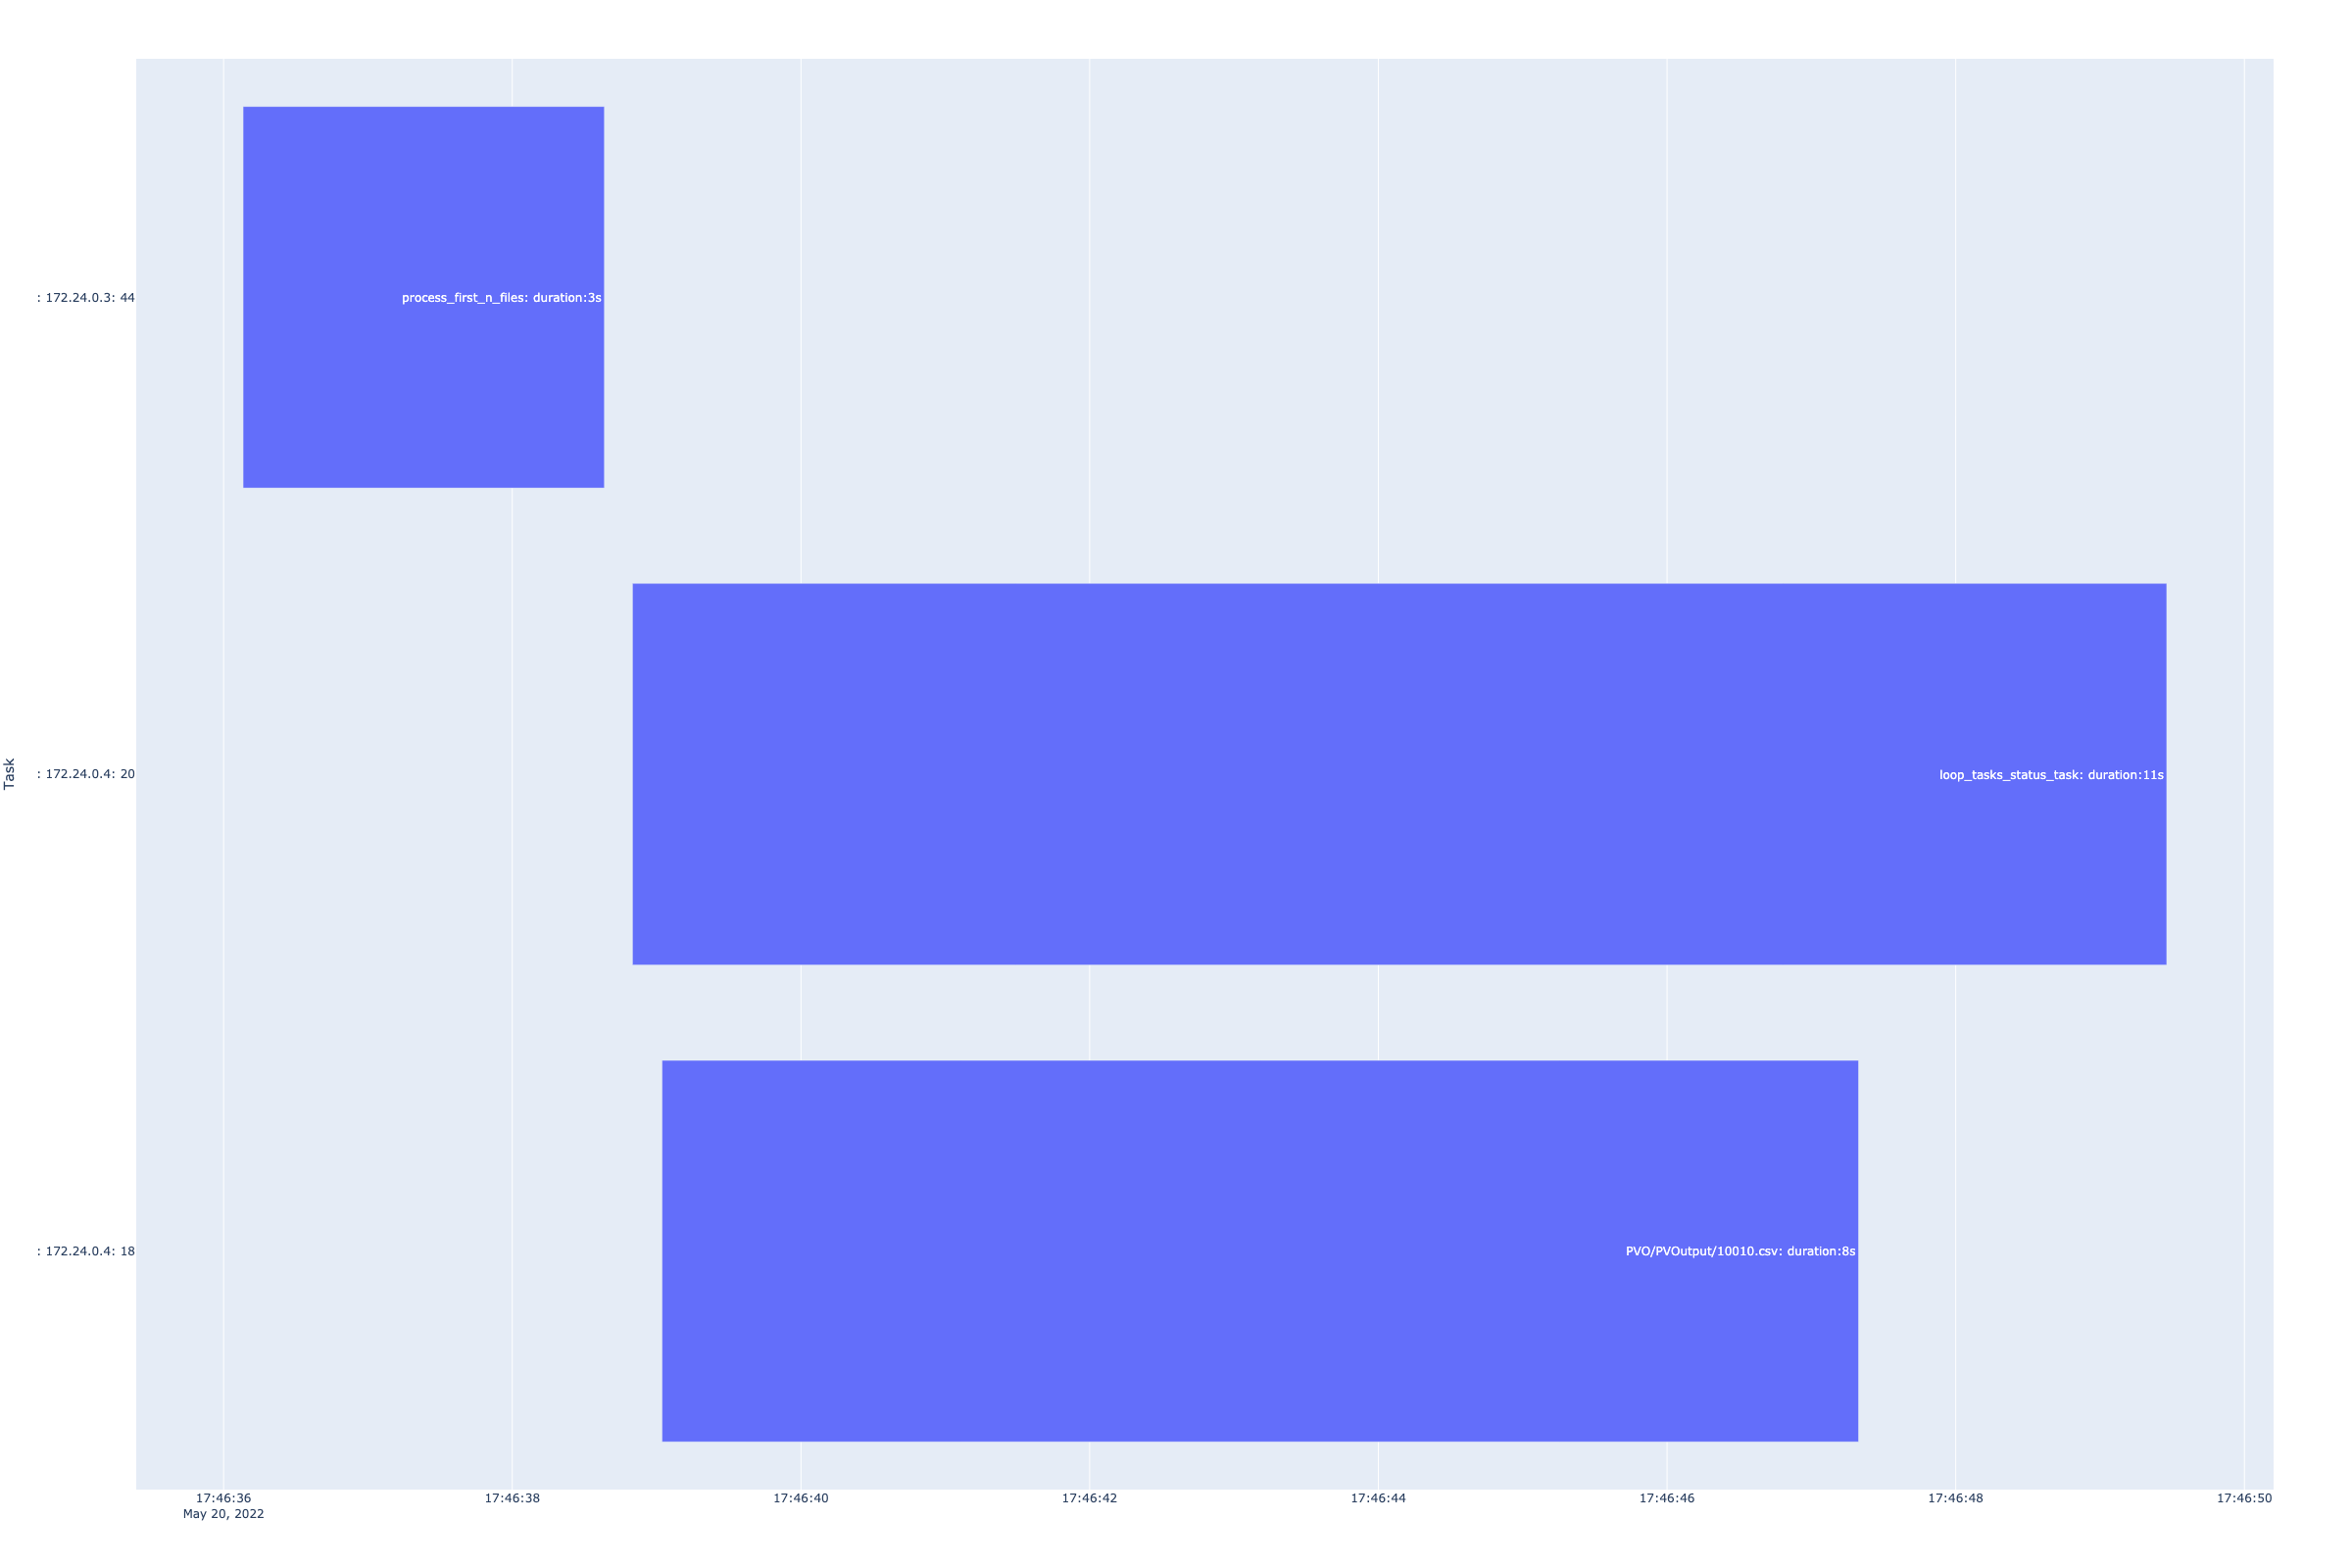 : 172.24.0.3: 44
process_first_n_files: duration:3s
Task
: 172.24.0.4: 20
loop_tasks_status_task: duration:11s
: 172.24.0.4: 18
PVO/PVOutput/10010.csv: duration:8s
17:46:36
17:46:38
17:46:40
17:46:42
17:46:44
17:46:46
17:46:48
17:46:50
May 20, 2022